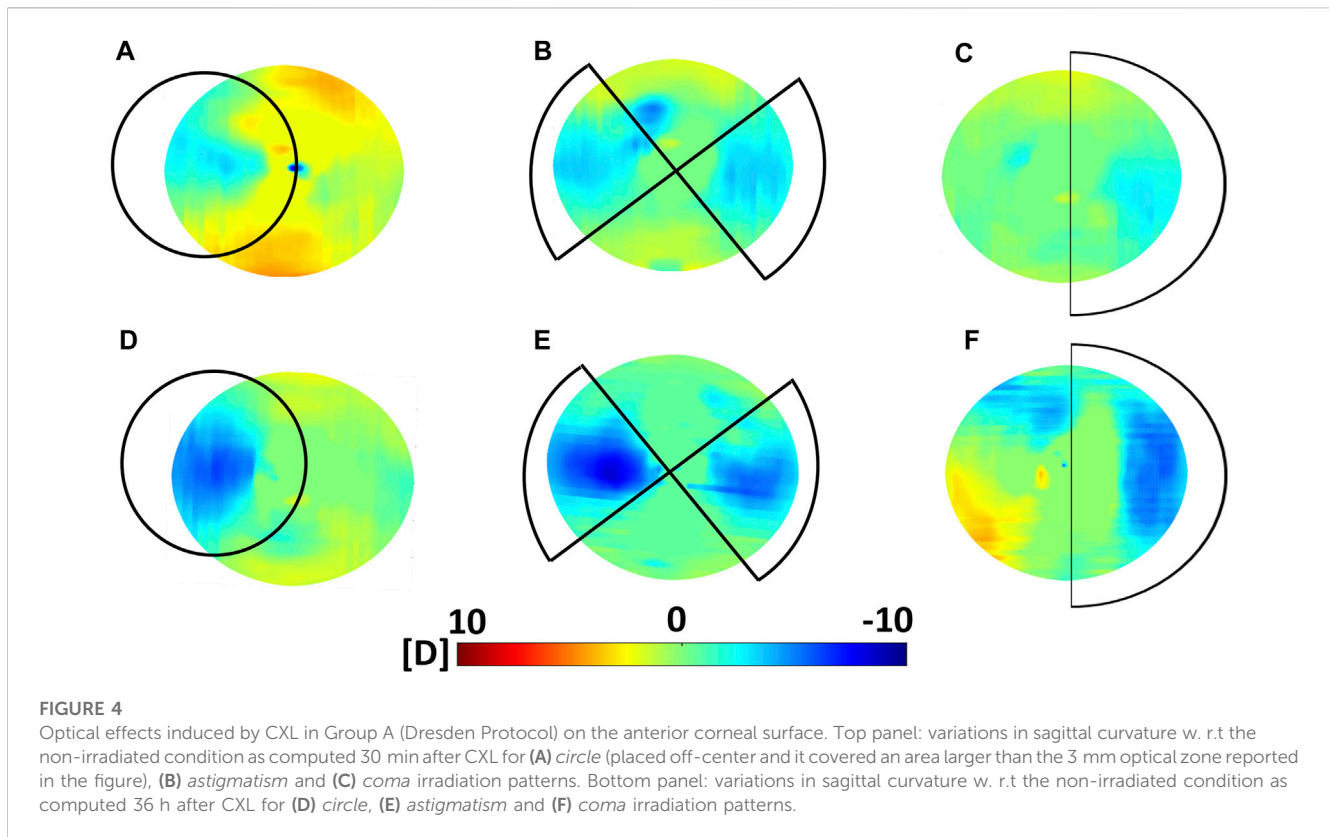 A B C
D E F
10 0 -10
[D]
FIGURE 4
Optical effects induced by CXL in Group A (Dresden Protocol) on the anterior corneal surface. Top panel: variations in sagittal curvature w. r.t the
non-irradiated condition as computed 30 min after CXL for (A) circle (placed off-center and it covered an area larger than the 3 mm optical zone reported
in the figure), (B) astigmatism and (C) coma irradiation patterns. Bottom panel: variations in sagittal curvature w. r.t the non-irradiated condition as
computed 36 h after CXL for (D) circle, (E) astigmatism and (F) coma irradiation patterns.